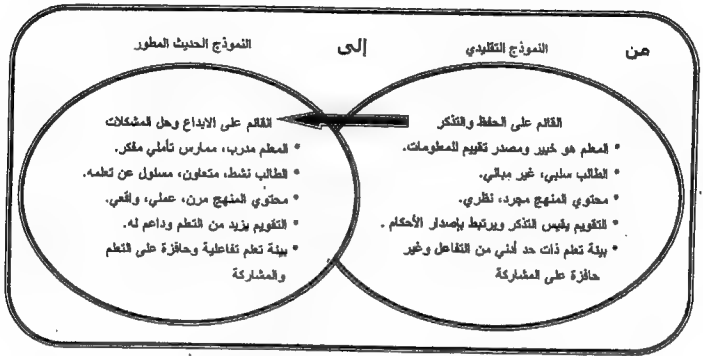 من
النموذج التقليدي
إلى
النموذج الحديث المطور
القائم على الحفظ والتذكر
• المعلم هو خبير ومصدر تقييم للمعلومات.
• الطالب سلبي، غير مبالي.
• محتوي المنهج مجرد، نظري.
• التقويم يقيس التذكر ويرتبط بإصدار الأحكام .
• بيئة تعلم ذات حد أدني من التفاعل وغير
حافزة على المشاركة
القائم على الابداع وحل المشكلات
• المعلم مدرب، ممارس تأملي مفكر.
• الطالب نشط، متعاون، مسئول عن تعلمه.
• محتوي المنهج مرن، عملي، واقعي.
• التقويم يزيد من التعلم وداعم له.
• بيئة تعلم تفاعلية وحافزة على التعلم
والمشاركة